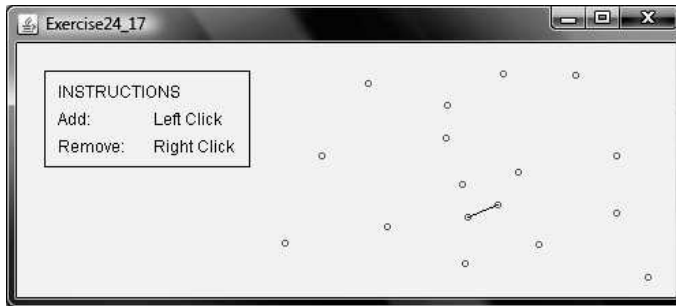 Exercise24_17
INSTRUCTIONS
Add: Left Click
Remove: Right Click